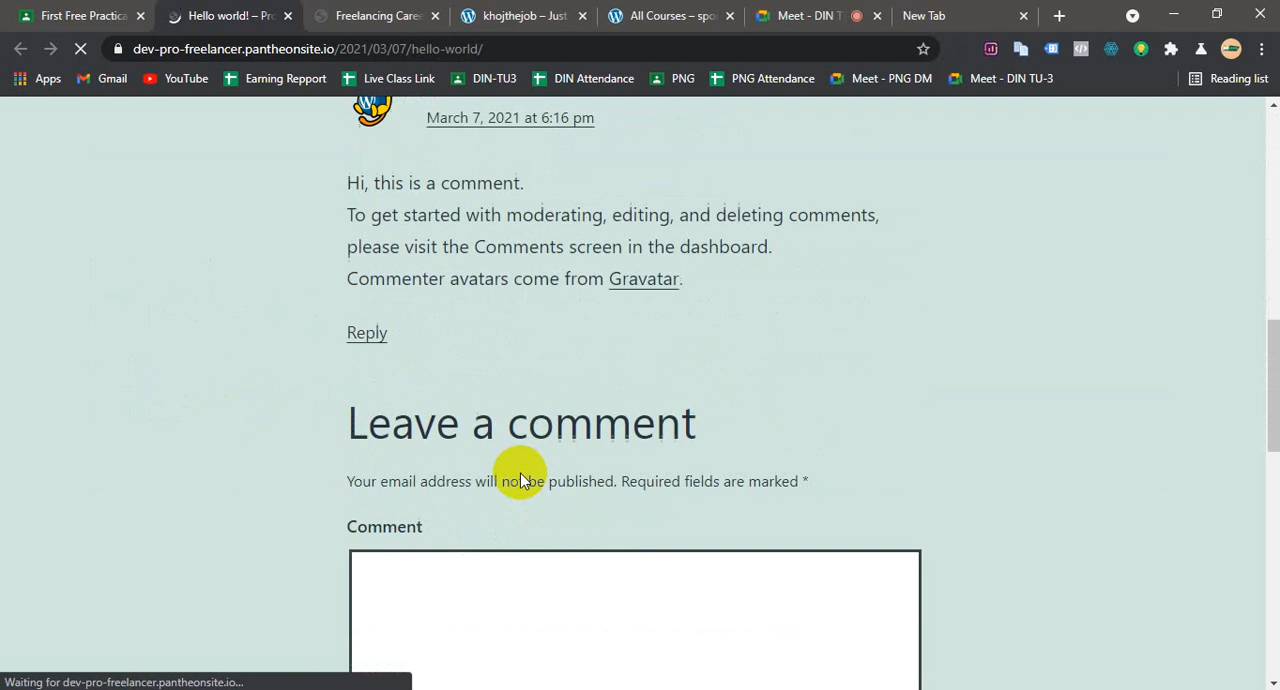 First Free Practica
Hello world! – Pro
Freelancing Caree
khojthejob – Just
All Courses – spo
Meet - DIN T
New Tab
dev-pro-freelancer.pantheonsite.io/2021/03/07/hello-world/
Apps
Gmail
YouTube
Earning Repport
Live Class Link
DIN-TU3
DIN Attendance
PNG
PNG Attendance
Meet - PNG DM
Meet - DIN TU-3
Reading list
March 7, 2021 at 6:16 pm
Hi, this is a comment.
To get started with moderating, editing, and deleting comments,
please visit the Comments screen in the dashboard.
Commenter avatars come from Gravatar.
Reply
Leave a comment
Your email address will not be published. Required fields are marked *
Comment
Waiting for dev-pro-freelancer.pantheonsite.io...